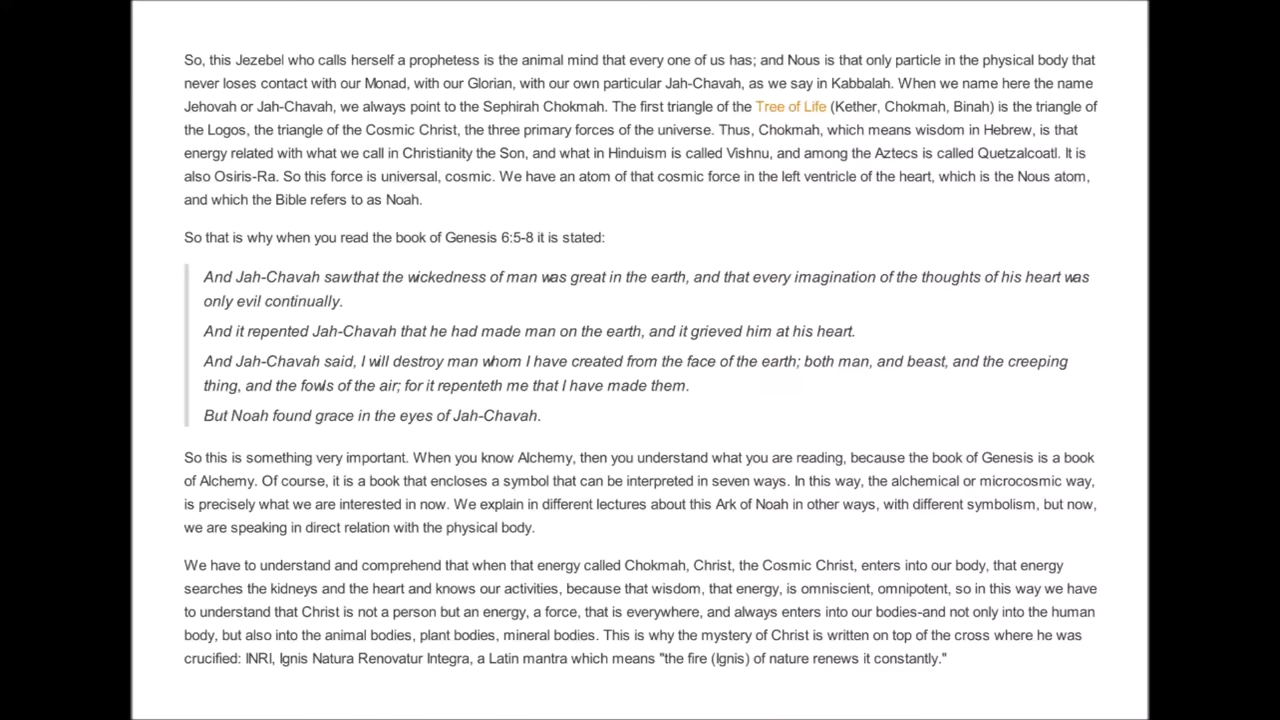 So, this Jezebel who calls herself a prophetess is the animal mind that every one of us has; and Nous is that only particle in the physical body that
never loses contact with our Monad, with our Glorian, with our own particular Jah-Chavah, as we say in Kabbalah. When we name here the name
Jehovah or Jah-Chavah, we always point to the Sephirah Chokmah. The first triangle of the Tree of Life (Kether, Chokmah, Binah) is the triangle of
the Logos, the triangle of the Cosmic Christ, the three primary forces of the universe. Thus, Chokmah, which means wisdom in Hebrew, is that
energy related with what we call in Christianity the Son, and what in Hinduism is called Vishnu, and among the Aztecs is called Quetzalcoatl. It is
also Osiris-Ra. So this force is universal, cosmic. We have an atom of that cosmic force in the left ventricle of the heart, which is the Nous atom,
and which the Bible refers to as Noah.
So that is why when you read the book of Genesis 6:5-8 it is stated:
And Jah-Chavah saw that the wickedness of man was great in the earth, and that every imagination of the thoughts of his heart was
only evil continually.
And it repented Jah-Chavah that he had made man on the earth, and it grieved him at his heart.
And Jah-Chavah said, I will destroy man whom I have created from the face of the earth; both man, and beast, and the creeping
thing, and the fowls of the air; for it repenteth me that I have made them.
But Noah found grace in the eyes of Jah-Chavah.
So this is something very important. When you know Alchemy, then you understand what you are reading, because the book of Genesis is a book
of Alchemy. Of course, it is a book that encloses a symbol that can be interpreted in seven ways. In this way, the alchemical or microcosmic way,
is precisely what we are interested in now. We explain in different lectures about this Ark of Noah in other ways, with different symbolism, but now,
we are speaking in direct relation with the physical body.
We have to understand and comprehend that when that energy called Chokmah, Christ, the Cosmic Christ, enters into our body, that energy
searches the kidneys and the heart and knows our activities, because that wisdom, that energy, is omniscient, omnipotent, so in this way we have
to understand that Christ is not a person but an energy, a force, that is everywhere, and always enters into our bodies-and not only into the human
body, but also into the animal bodies, plant bodies, mineral bodies. This is why the mystery of Christ is written on top of the cross where he was
crucified: INRI, Ignis Natura Renovatur Integra, a Latin mantra which means "the fire (Ignis) of nature renews it constantly."